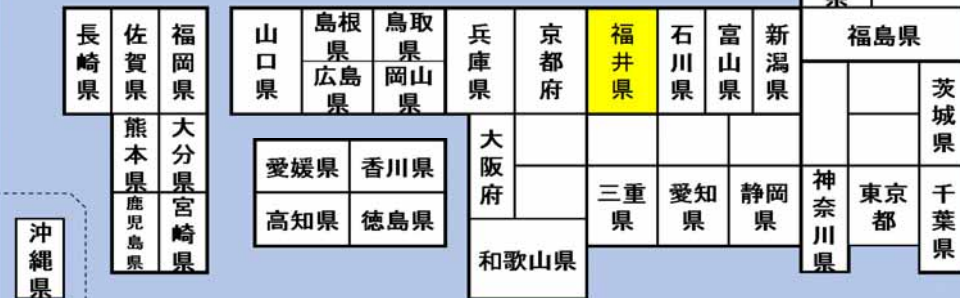 県
長崎県
佐賀県
福岡県
山口県
島根県
鳥取県
兵庫県
京都府
福井県
石川県
富山県
新潟県
福島県
広島県
岡山県
茨城県
熊本県
大分県
大阪府
愛媛県
香川県
三重県
愛知県
静岡県
神奈川県
東京都
千葉県
高知県
徳島県
鹿児島県
宮崎県
沖縄県
和歌山県